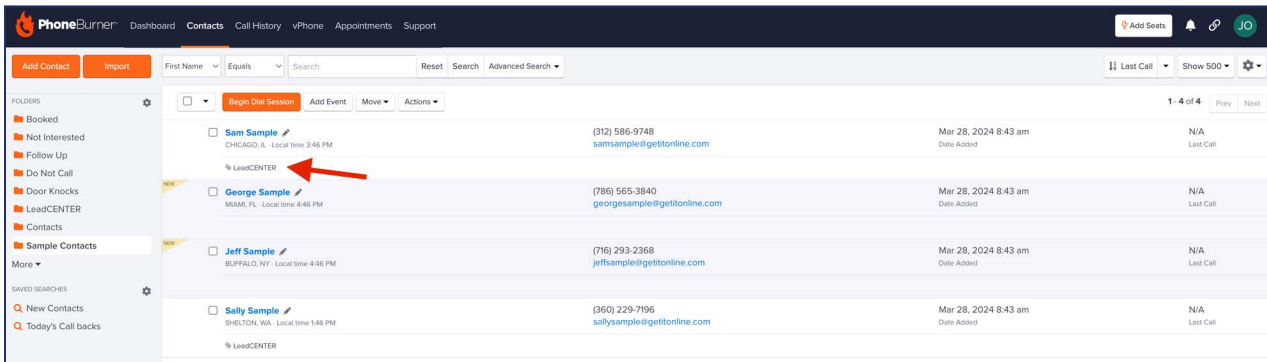 PhoneBurner Dashboard Contacts Call History vPhone Appointments Support Add Seats JO
Add Contact Import First Name Equals Search Reset Search Advanced Search Last Call Show 500
FOLDERS
Booked
Not Interested
Follow Up
Do Not Call
Door Knocks
LeadCENTER
Contacts
Sample Contacts
More
SAVED SEARCHES
New Contacts
Today's Call backs
Begin Dial Session Add Event Move Actions 1 - 4 of 4 Prev Next
Sam Sample (312) 586-9748 Mar 28, 2024 8:43 am N/A
CHICAGO, IL · Local time 3:46 PM samsample@getitonline.com Date Added Last Call
LeadCENTER
NEW
George Sample (786) 565-3840 Mar 28, 2024 8:43 am N/A
MIAMI, FL · Local time 4:46 PM georgesample@getitonline.com Date Added Last Call
NEW
Jeff Sample (716) 293-2368 Mar 28, 2024 8:43 am N/A
BUFFALO, NY · Local time 4:46 PM jeffsample@getitonline.com Date Added Last Call
Sally Sample (360) 229-7196 Mar 28, 2024 8:43 am N/A
SHELTON, WA · Local time 1:46 PM sallysample@getitonline.com Date Added Last Call
LeadCENTER